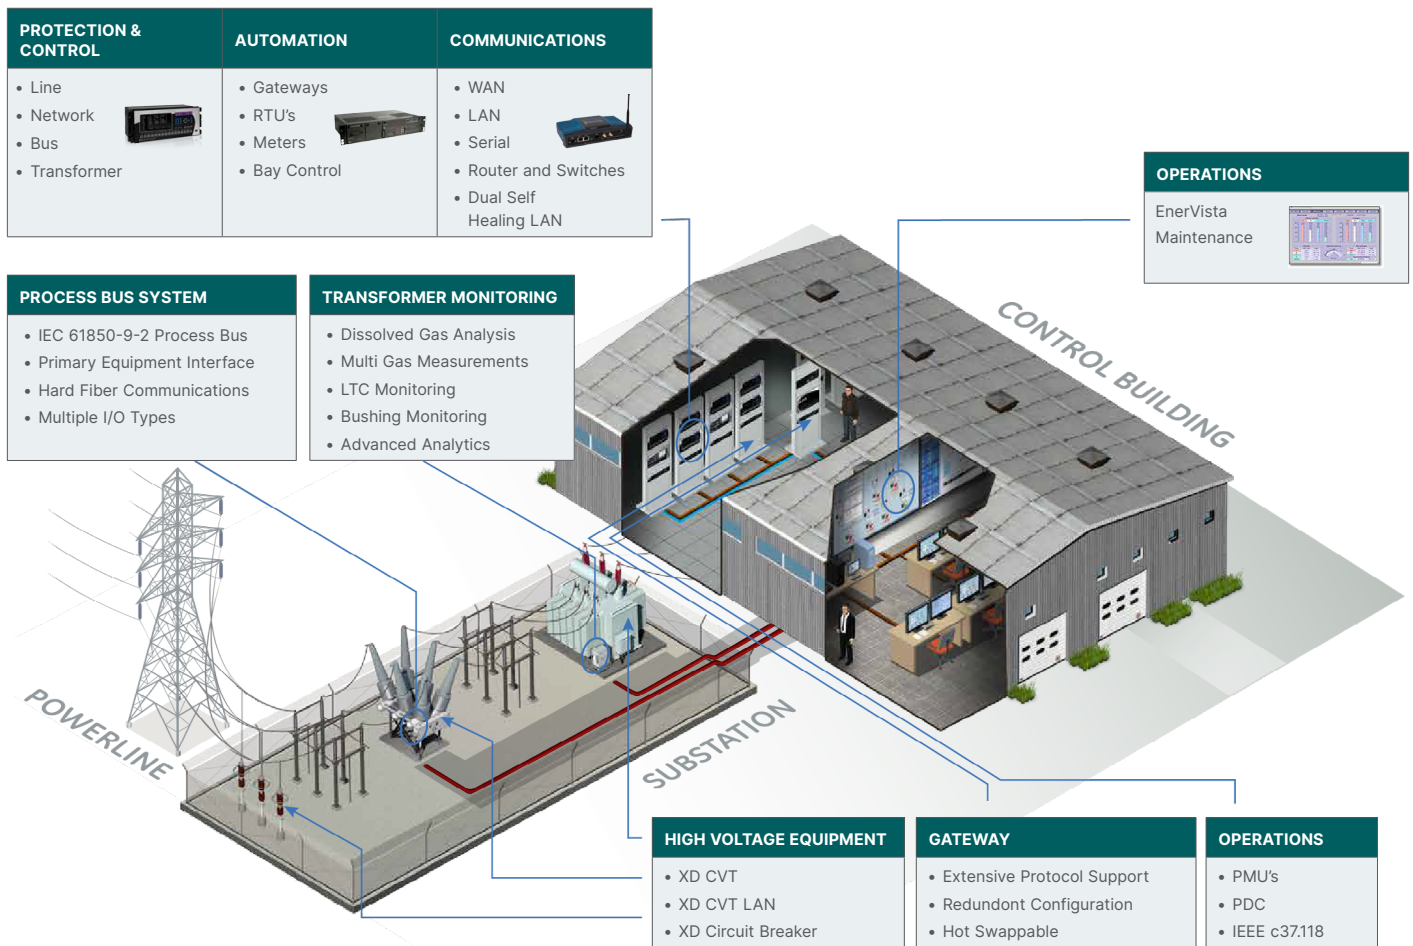 PROTECTION &
CONTROL
• Line
• Network
• Bus
• Transformer
AUTOMATION
• Gateways
• RTU's
• Meters
• Bay Control
COMMUNICATIONS
• WAN
• LAN
• Serial
• Router and Switches
• Dual Self
Healing LAN
OPERATIONS
EnerVista
Maintenance
PROCESS BUS SYSTEM
• IEC 61850-9-2 Process Bus
• Primary Equipment Interface
• Hard Fiber Communications
• Multiple I/O Types
TRANSFORMER MONITORING
• Dissolved Gas Analysis
• Multi Gas Measurements
• LTC Monitoring
• Bushing Monitoring
• Advanced Analytics
CONTROL BUILDING
POWERLINE
SUBSTATION
HIGH VOLTAGE EQUIPMENT
• XD CVT
• XD CVT LAN
• XD Circuit Breaker
GATEWAY
• Extensive Protocol Support
• Redundont Configuration
• Hot Swappable
OPERATIONS
• PMU's
• PDC
• IEEE c37.118